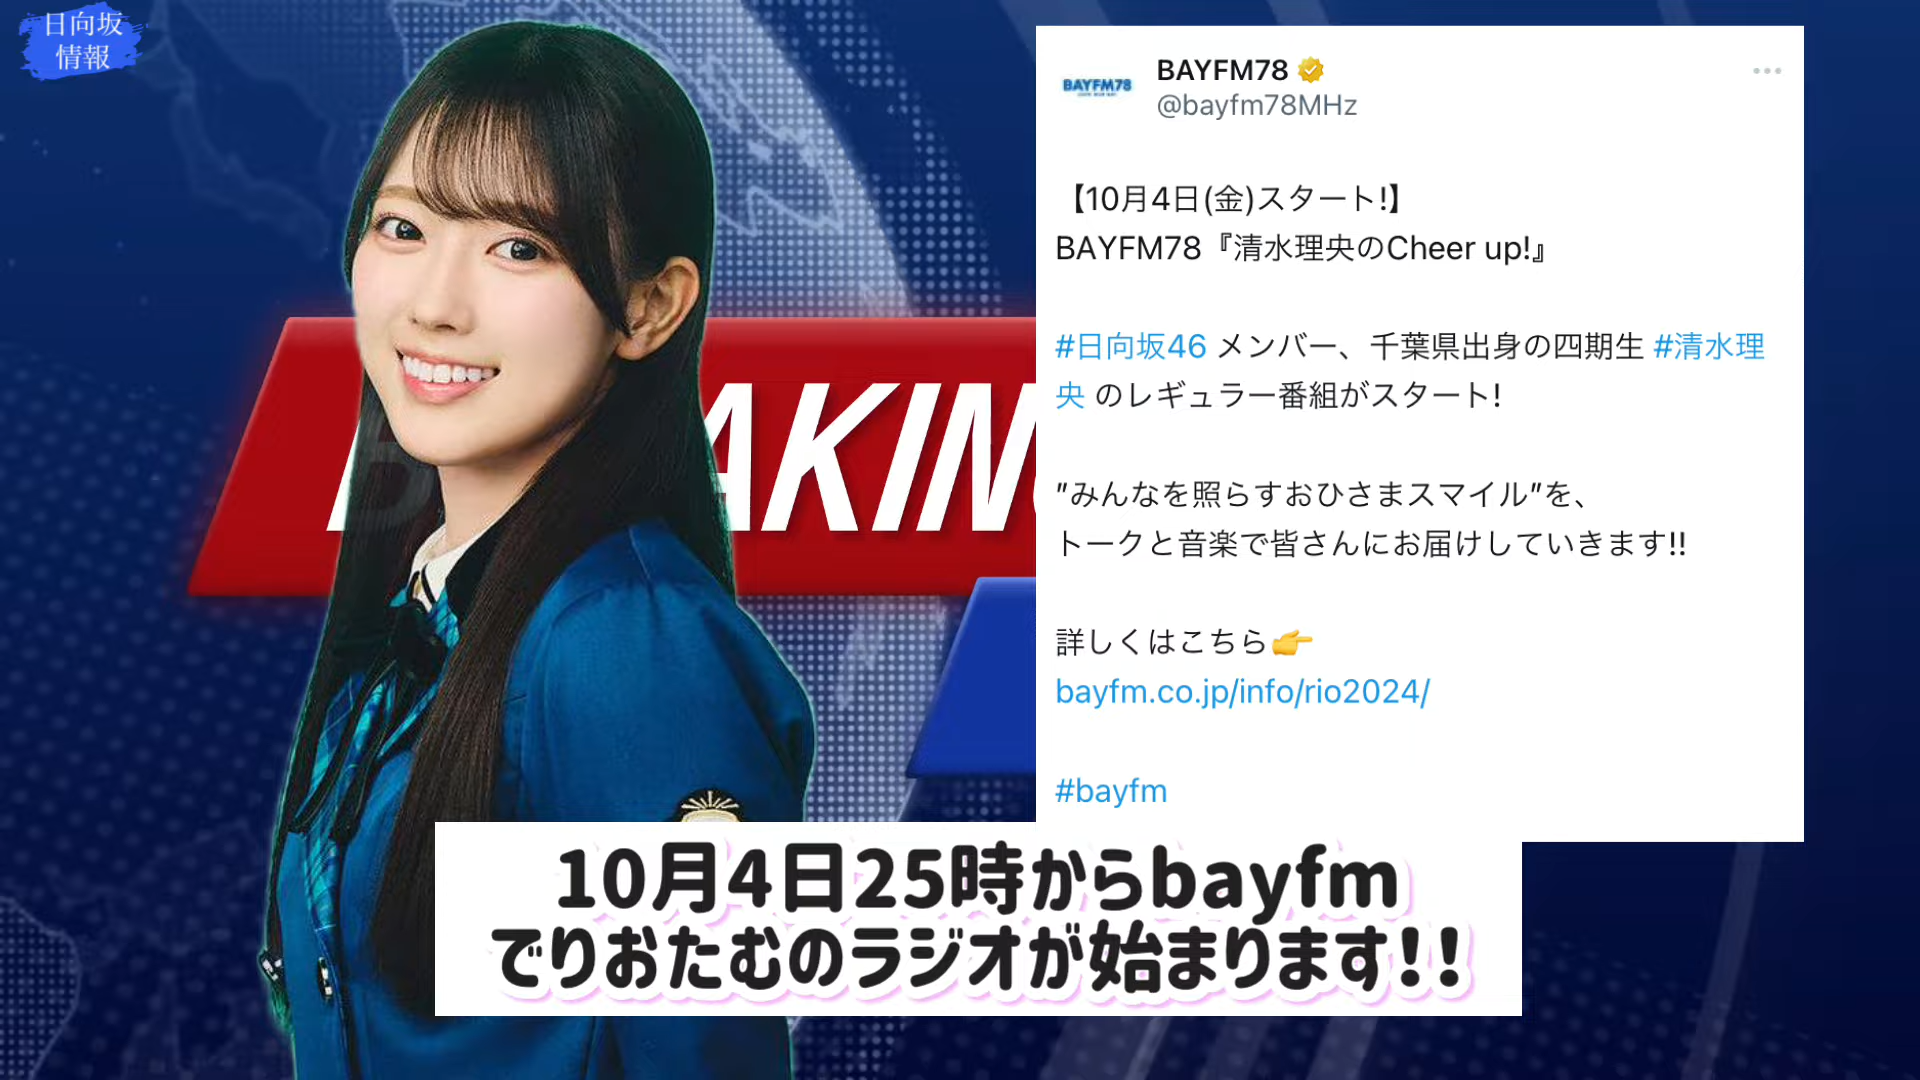 日向坂
情報
BAYFM78
BAYFM78
@bayfm78MHz
【10月4日(金)スタート!】
BAYFM78『清水理央のCheer up!』
#日向坂46 メンバー、千葉県出身の四期生 #清水理
央 のレギュラー番組がスタート!
"みんなを照らすおひさまスマイル"を、
トークと音楽で皆さんにお届けしていきます!!
詳しくはこちら👉
bayfm.co.jp/info/rio2024/
#bayfm
AKIN
10月4日25時からbayfm
でりおたむのラジオが始まります!!